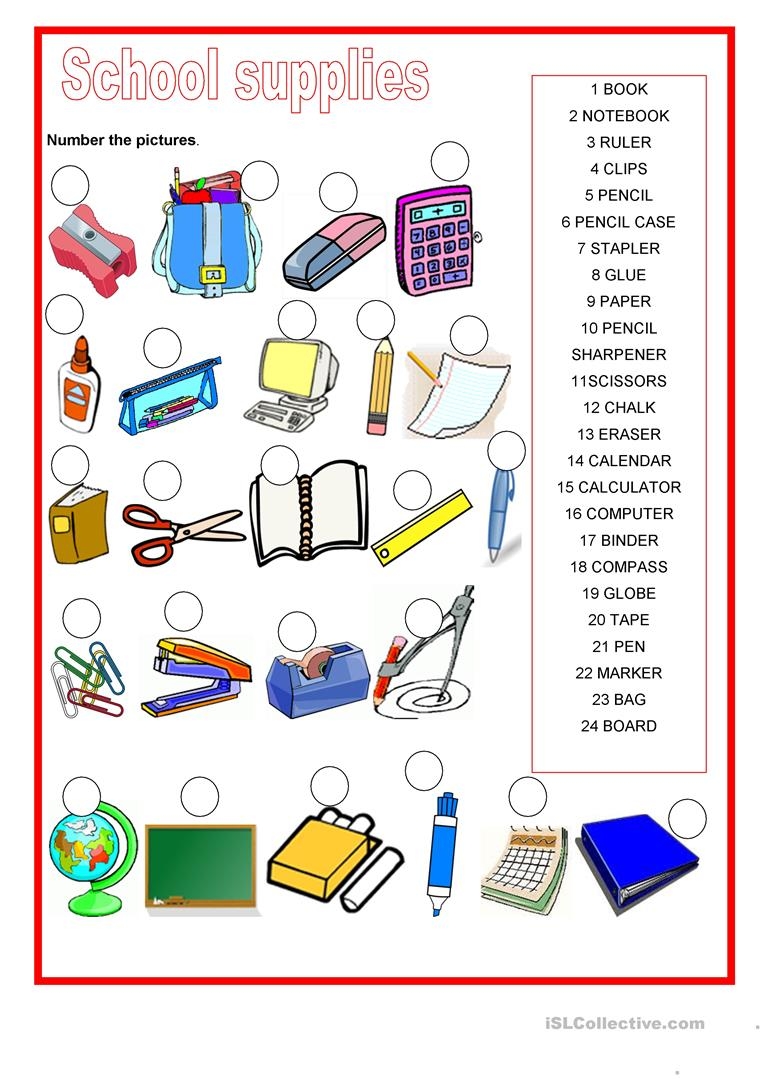 School supplies
Number the pictures.
1 BOOK
2 NOTEBOOK
3 RULER
4 CLIPS
5 PENCIL
6 PENCIL CASE
7 STAPLER
8 GLUE
9 PAPER
10 PENCIL
SHARPENER
11SCISSORS
12 CHALK
13 ERASER
14 CALENDAR
15 CALCULATOR
16 COMPUTER
17 BINDER
18 COMPASS
19 GLOBE
20 TAPE
21 PEN
22 MARKER
23 BAG
24 BOARD
iSLCollective.com